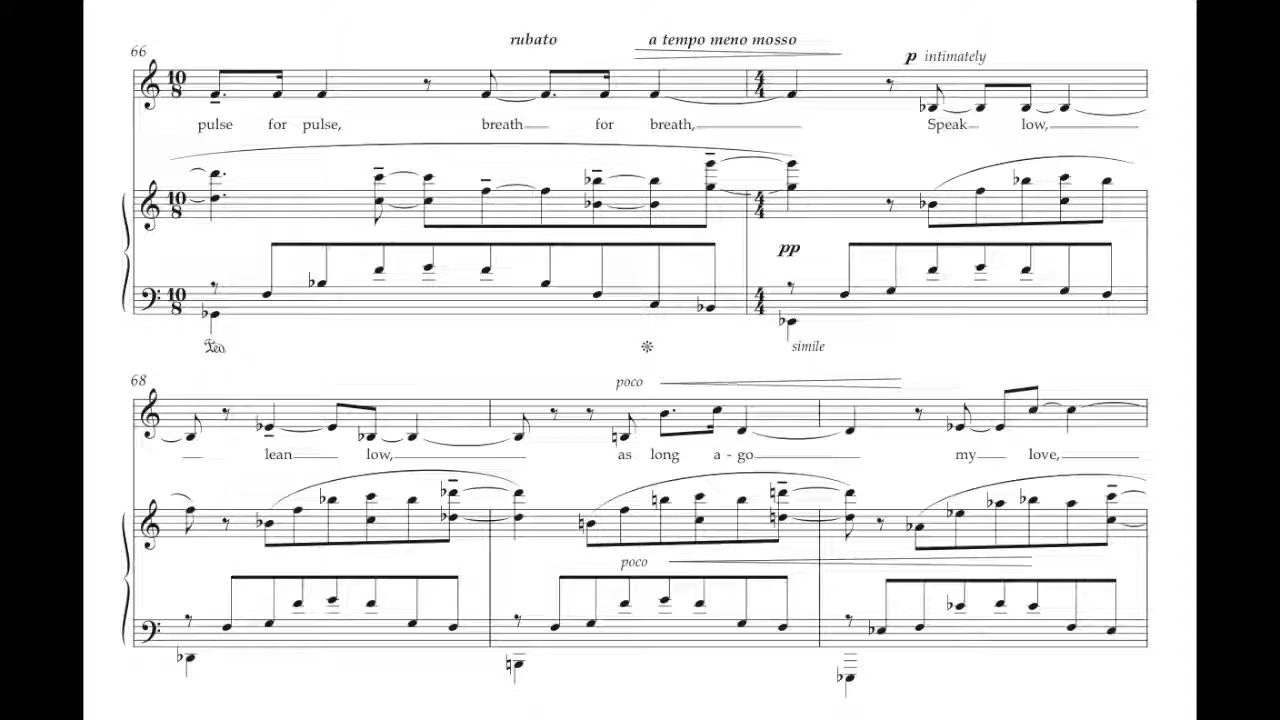 rubato a tempo meno mosso
66
p intimately
10 8 4 4
pulse for pulse, breath for breath, Speak low,
10 8 4 4
pp
10 8 4 4
Ped. simile
68
poco
lean low, as long a - go my love,
poco